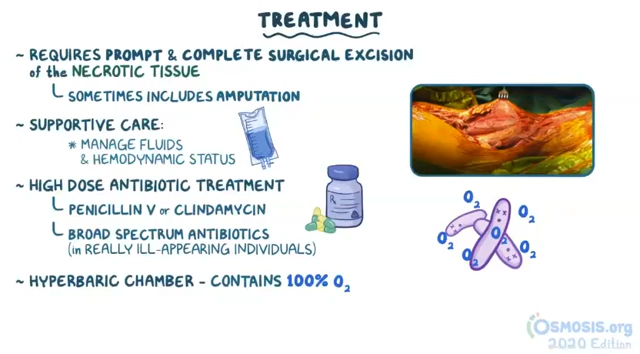 TREATMENT
~ REQUIRES PROMPT & COMPLETE SURGICAL EXCISION
of the NECROTIC TISSUE
SOMETIMES INCLUDES AMPUTATION
~ SUPPORTIVE CARE:
* MANAGE FLUIDS
& HEMODYNAMIC STATUS
~ HIGH DOSE ANTIBIOTIC TREATMENT
PENICILLIN V or CLINDAMYCIN
BROAD SPECTRUM ANTIBIOTICS
(in REALLY ILL-APPEARING INDIVIDUALS)
~ HYPERBARIC CHAMBER - CONTAINS 100% O₂
Rx
O₂
O₂
O₂
O₂
O₂
O₂
OSMOSIS.org
2020 Edition